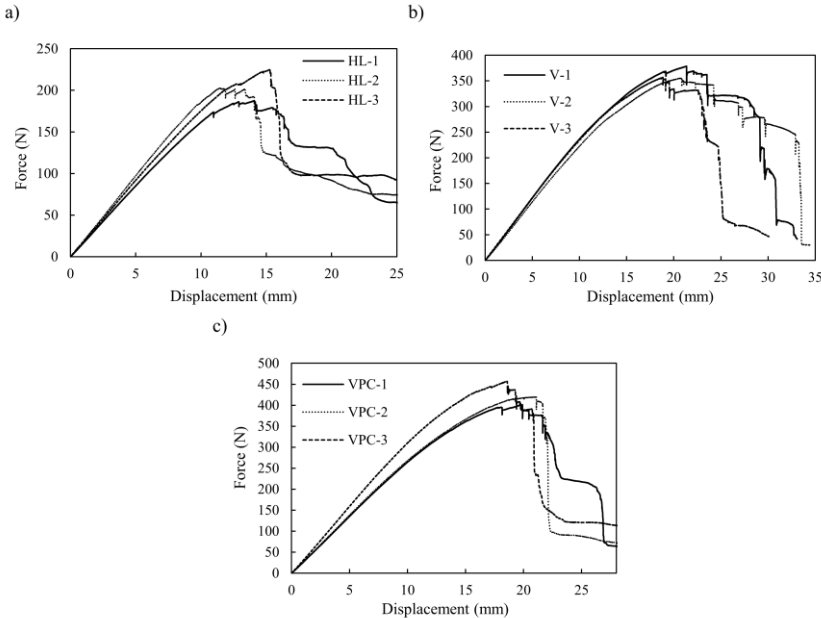 a)
250
200
150
100
50
0
Force (N)
HL-1
HL-2
HL-3
0 5 10 15 20 25
Displacement (mm)
b)
400
350
300
250
200
150
100
50
0
Force (N)
V-1
V-2
V-3
0 5 10 15 20 25 30 35
Displacement (mm)
c)
500
450
400
350
300
250
200
150
100
50
0
Force (N)
VPC-1
VPC-2
VPC-3
0 5 10 15 20 25
Displacement (mm)